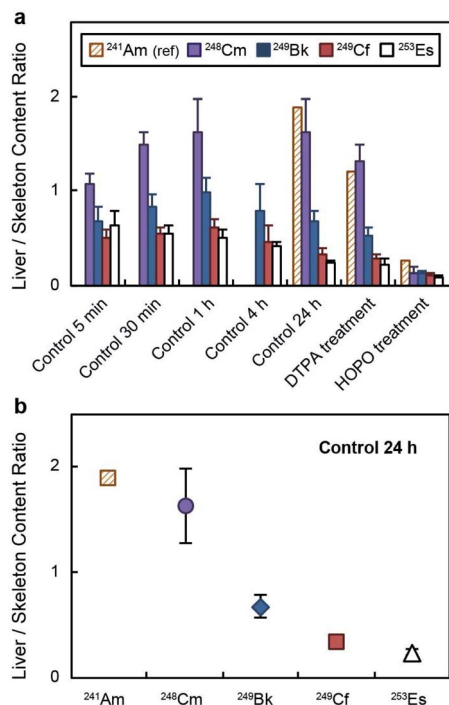 a
Liver / Skeleton Content Ratio
2
1
0
²⁴¹Am (ref) ²⁴⁸Cm ²⁴⁹Bk ²⁴⁹Cf ²⁵³Es
Control 5 min
Control 30 min
Control 1 h
Control 4 h
Control 24 h
DTPA treatment
HOPO treatment
b
Control 24 h
Liver / Skeleton Content Ratio
2
1
0
²⁴¹Am ²⁴⁸Cm ²⁴⁹Bk ²⁴⁹Cf ²⁵³Es